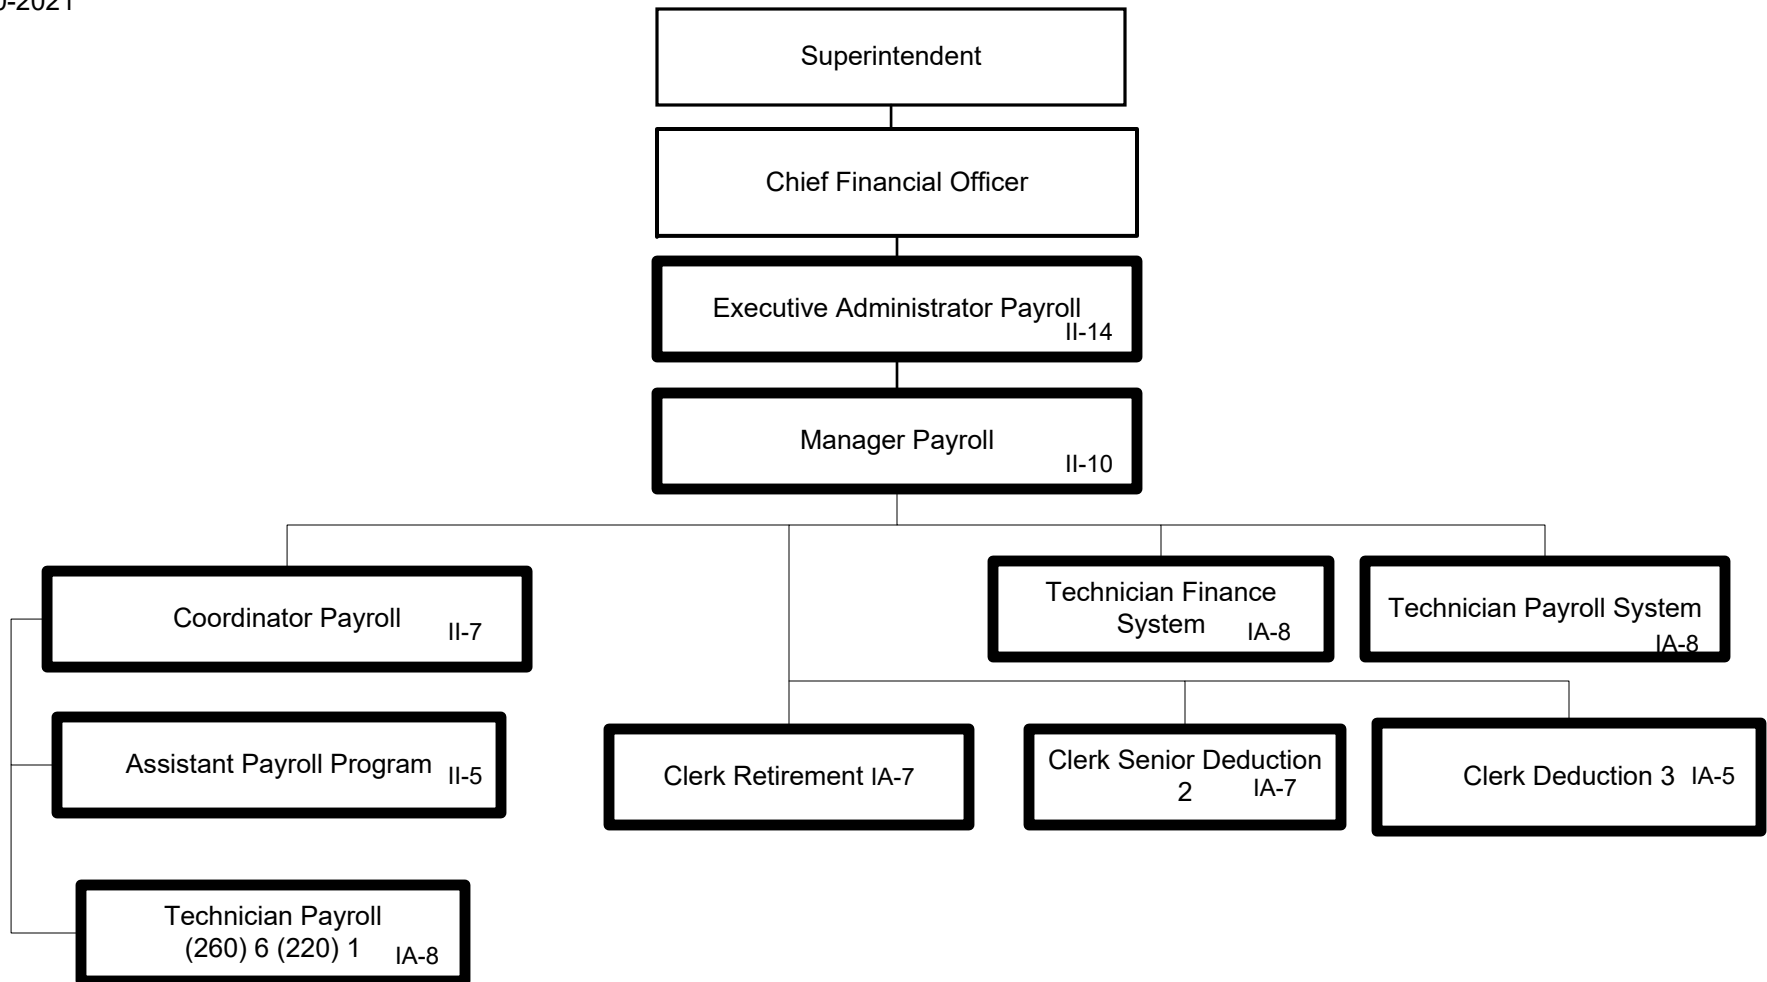 0-2021
Superintendent
Chief Financial Officer
Executive Administrator Payroll
II-14
Manager Payroll
II-10
Coordinator Payroll
II-7
Technician Finance
System
IA-8
Technician Payroll System
IA-8
Assistant Payroll Program
II-5
Clerk Retirement IA-7
Clerk Senior Deduction
2
IA-7
Clerk Deduction 3 IA-5
Technician Payroll
(260) 6 (220) 1
IA-8